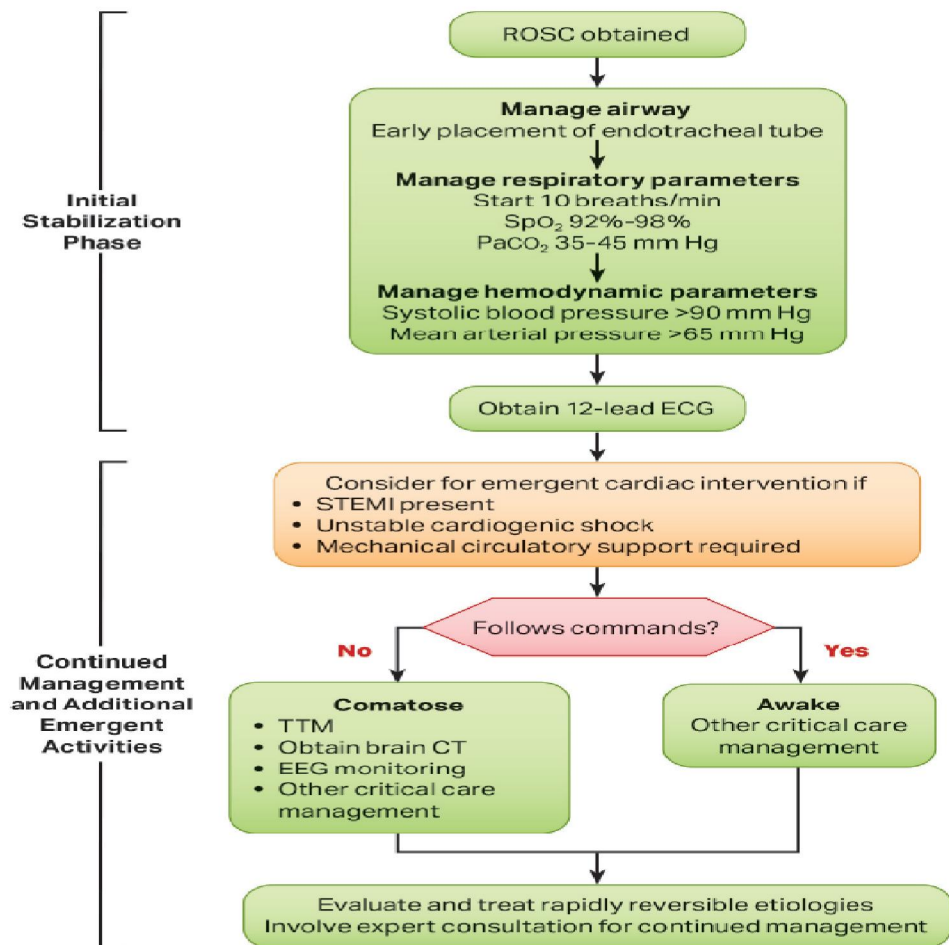 ROSC obtained
Manage airway
Early placement of endotracheal tube
Manage respiratory parameters
Start 10 breaths/min
SpO₂ 92%–98%
PaCO₂ 35–45 mm Hg
Manage hemodynamic parameters
Systolic blood pressure >90 mm Hg
Mean arterial pressure >65 mm Hg
Obtain 12-lead ECG
Initial
Stabilization
Phase
Consider for emergent cardiac intervention if
• STEMI present
• Unstable cardiogenic shock
• Mechanical circulatory support required
Follows commands?
No
Yes
Comatose
• TTM
• Obtain brain CT
• EEG monitoring
• Other critical care
management
Awake
Other critical care
management
Evaluate and treat rapidly reversible etiologies
Involve expert consultation for continued management
Continued
Management
and Additional
Emergent
Activities